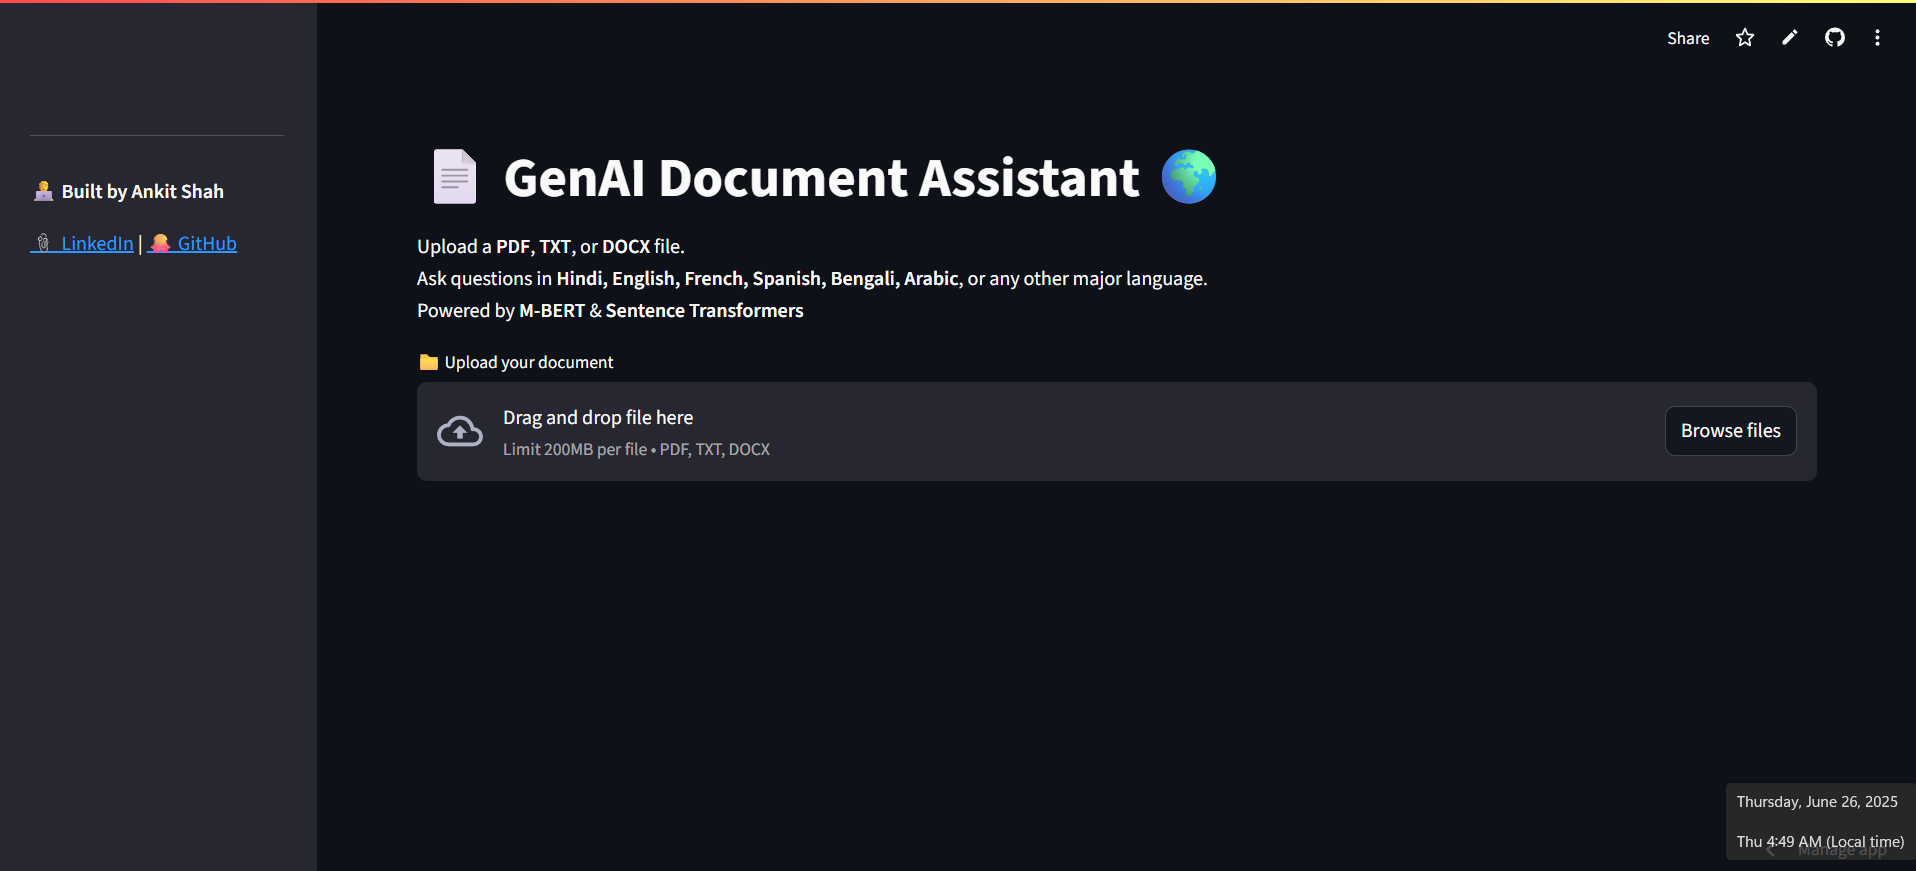 Share
Built by Ankit Shah
LinkedIn | GitHub
GenAI Document Assistant
Upload a PDF, TXT, or DOCX file.
Ask questions in Hindi, English, French, Spanish, Bengali, Arabic, or any other major language.
Powered by M-BERT & Sentence Transformers
Upload your document
Drag and drop file here
Limit 200MB per file • PDF, TXT, DOCX
Browse files
Thursday, June 26, 2025
Thu 4:49 AM (Local time)
Manage app